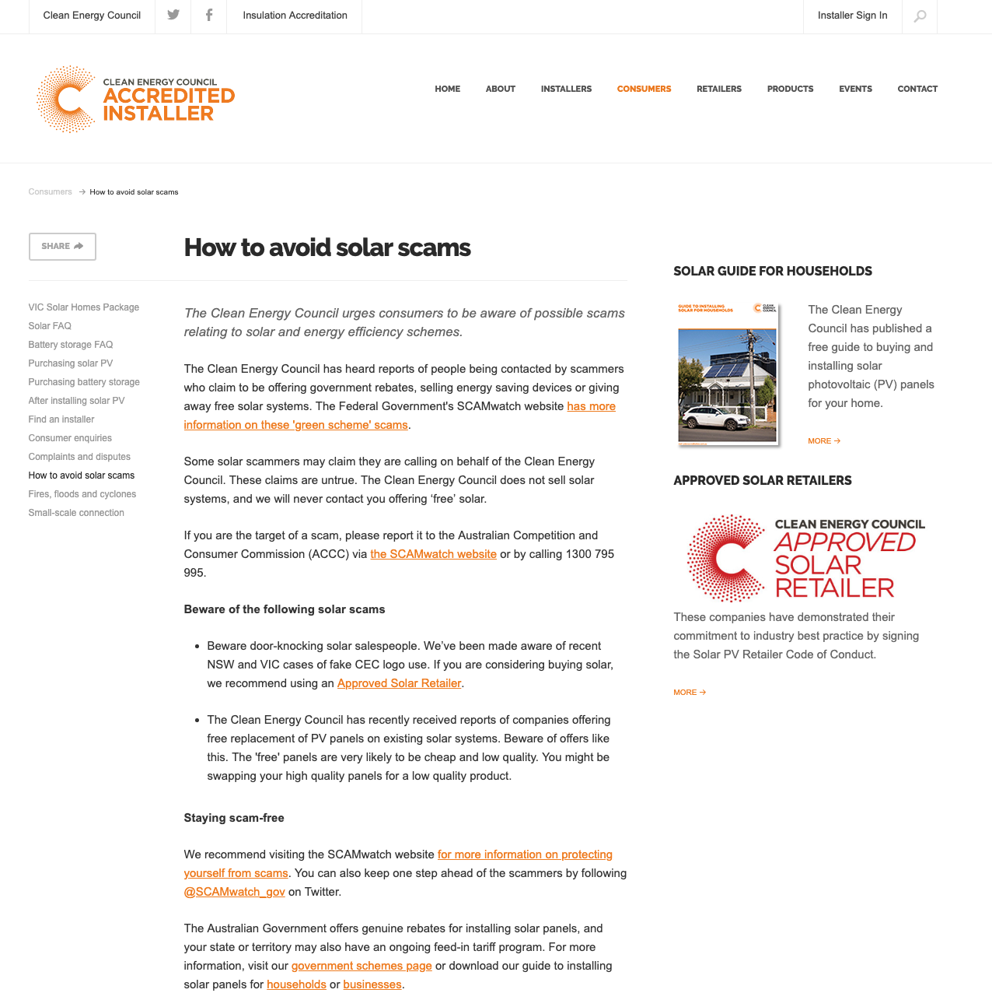 Clean Energy Council
Insulation Accreditation
Installer Sign In
CLEAN ENERGY COUNCIL
ACCREDITED
INSTALLER
HOME
ABOUT
INSTALLERS
CONSUMERS
RETAILERS
PRODUCTS
EVENTS
CONTACT
Consumers → How to avoid solar scams
SHARE
VIC Solar Homes Package
Solar FAQ
Battery storage FAQ
Purchasing solar PV
Purchasing battery storage
After installing solar PV
Find an installer
Consumer enquiries
Complaints and disputes
How to avoid solar scams
Fires, floods and cyclones
Small-scale connection
How to avoid solar scams
The Clean Energy Council urges consumers to be aware of possible scams
relating to solar and energy efficiency schemes.
The Clean Energy Council has heard reports of people being contacted by scammers
who claim to be offering government rebates, selling energy saving devices or giving
away free solar systems. The Federal Government's SCAMwatch website has more
information on these 'green scheme' scams.
Some solar scammers may claim they are calling on behalf of the Clean Energy
Council. These claims are untrue. The Clean Energy Council does not sell solar
systems, and we will never contact you offering ‘free’ solar.
If you are the target of a scam, please report it to the Australian Competition and
Consumer Commission (ACCC) via the SCAMwatch website or by calling 1300 795
995.
Beware of the following solar scams
• Beware door-knocking solar salespeople. We’ve been made aware of recent
NSW and VIC cases of fake CEC logo use. If you are considering buying solar,
we recommend using an Approved Solar Retailer.
• The Clean Energy Council has recently received reports of companies offering
free replacement of PV panels on existing solar systems. Beware of offers like
this. The 'free' panels are very likely to be cheap and low quality. You might be
swapping your high quality panels for a low quality product.
Staying scam-free
We recommend visiting the SCAMwatch website for more information on protecting
yourself from scams. You can also keep one step ahead of the scammers by following
@SCAMwatch_gov on Twitter.
The Australian Government offers genuine rebates for installing solar panels, and
your state or territory may also have an ongoing feed-in tariff program. For more
information, visit our government schemes page or download our guide to installing
solar panels for households or businesses.
SOLAR GUIDE FOR HOUSEHOLDS
GUIDE TO INSTALLING
SOLAR FOR HOUSEHOLDS
CLEAN
ENERGY
COUNCIL
The Clean Energy
Council has published a
free guide to buying and
installing solar
photovoltaic (PV) panels
for your home.
MORE →
APPROVED SOLAR RETAILERS
CLEAN ENERGY COUNCIL
APPROVED
SOLAR
RETAILER
These companies have demonstrated their
commitment to industry best practice by signing
the Solar PV Retailer Code of Conduct.
MORE →